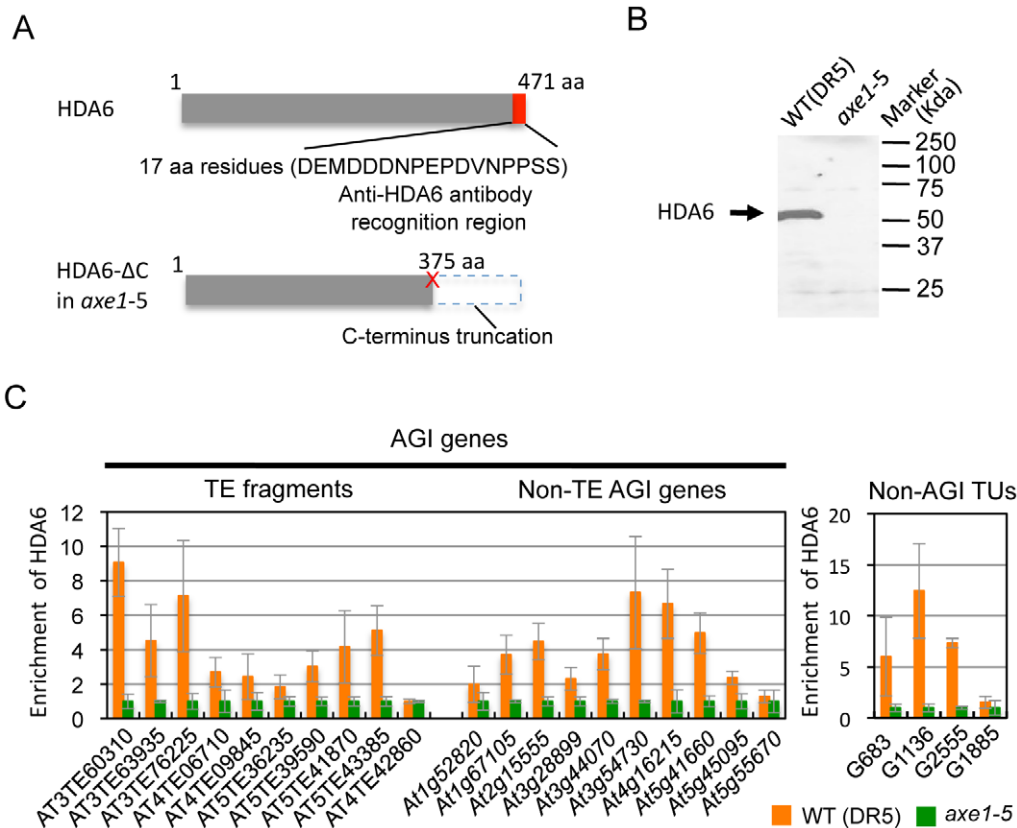 A
1
471 aa
HDA6
17 aa residues (DEMDDDNPEPDVNPPSS)
Anti-HDA6 antibody
recognition region
HDA6-ΔC
in axe1-5
1
375 aa
X
C-terminus truncation
B
WT(DR5)
axe1-5
Marker
(Kda)
250
100
75
50
37
25
HDA6
C
AGI genes
TE fragments
Non-TE AGI genes
Non-AGI TUs
Enrichment of HDA6
12
10
8
6
4
2
0
AT3TE60310
AT3TE63935
AT3TE76225
AT4TE06710
AT4TE09845
AT5TE36235
AT5TE39590
AT5TE41870
AT5TE43385
AT4TE42860
At1g52820
At1g67105
At2g15555
At3g28899
At3g44070
At3g54730
At4g16215
At5g41660
At5g45095
At5g55670
Enrichment of HDA6
20
15
10
5
0
G683
G1136
G2555
G1885
WT (DR5)
axe1-5